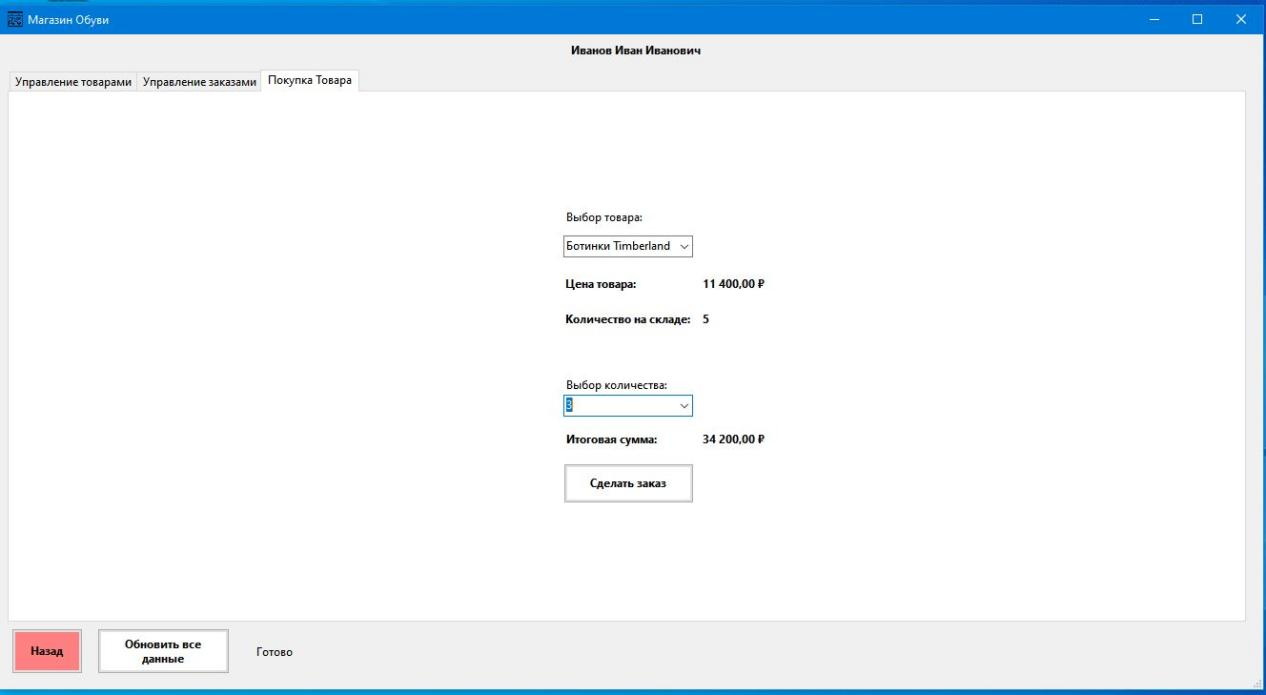 Магазин Обуви
Иванов Иван Иванович
Управление товарами Управление заказами Покупка Товара
Выбор товара:
Ботинки Timberland
Цена товара: 11 400,00 ₽
Количество на складе: 5
Выбор количества:
3
Итоговая сумма: 34 200,00 ₽
Сделать заказ
Назад
Обновить все
данные
Готово